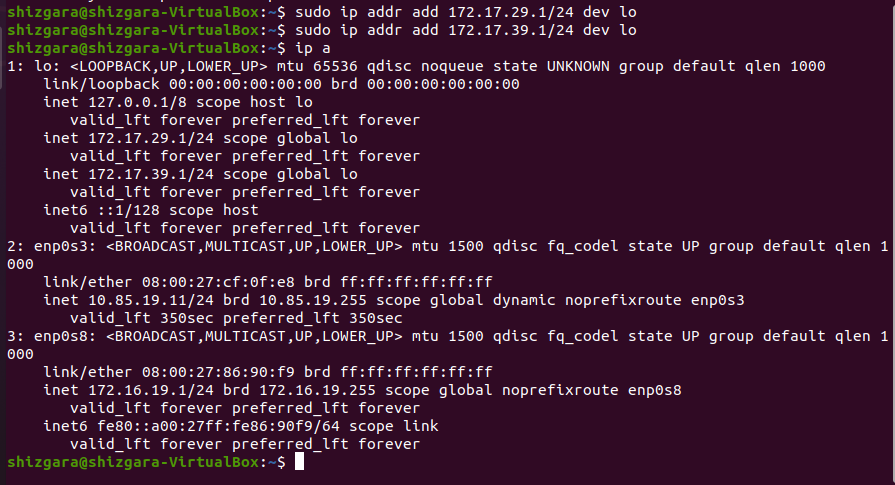 shizgara@shizgara-VirtualBox:~$ sudo ip addr add 172.17.29.1/24 dev lo
shizgara@shizgara-VirtualBox:~$ sudo ip addr add 172.17.39.1/24 dev lo
shizgara@shizgara-VirtualBox:~$ ip a
1: lo: <LOOPBACK,UP,LOWER_UP> mtu 65536 qdisc noqueue state UNKNOWN group default qlen 1000
    link/loopback 00:00:00:00:00:00 brd 00:00:00:00:00:00
    inet 127.0.0.1/8 scope host lo
       valid_lft forever preferred_lft forever
    inet 172.17.29.1/24 scope global lo
       valid_lft forever preferred_lft forever
    inet 172.17.39.1/24 scope global lo
       valid_lft forever preferred_lft forever
    inet6 ::1/128 scope host
       valid_lft forever preferred_lft forever
2: enp0s3: <BROADCAST,MULTICAST,UP,LOWER_UP> mtu 1500 qdisc fq_codel state UP group default qlen 1
000
    link/ether 08:00:27:cf:0f:e8 brd ff:ff:ff:ff:ff:ff
    inet 10.85.19.11/24 brd 10.85.19.255 scope global dynamic noprefixroute enp0s3
       valid_lft 350sec preferred_lft 350sec
3: enp0s8: <BROADCAST,MULTICAST,UP,LOWER_UP> mtu 1500 qdisc fq_codel state UP group default qlen 1
000
    link/ether 08:00:27:86:90:f9 brd ff:ff:ff:ff:ff:ff
    inet 172.16.19.1/24 brd 172.16.19.255 scope global noprefixroute enp0s8
       valid_lft forever preferred_lft forever
    inet6 fe80::a00:27ff:fe86:90f9/64 scope link
       valid_lft forever preferred_lft forever
shizgara@shizgara-VirtualBox:~$